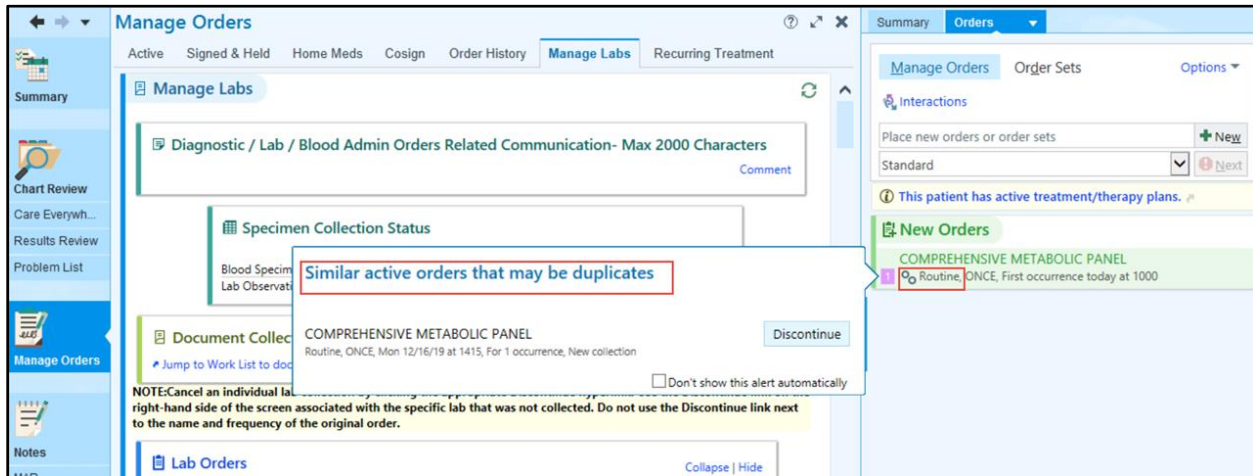 Summary
Chart Review
Care Everywh...
Results Review
Problem List
Manage Orders
Notes
Manage Orders
Active Signed & Held Home Meds Cosign Order History Manage Labs Recurring Treatment
Manage Labs
Diagnostic / Lab / Blood Admin Orders Related Communication- Max 2000 Characters
Comment
Specimen Collection Status
Blood Specim
Lab Observati
Document Collec
Jump to Work List to doc
NOTE:Cancel an individual
right-hand side of the screen associated with the specific lab that was not collected. Do not use the Discontinue link next
to the name and frequency of the original order.
Lab Orders
Collapse | Hide
Similar active orders that may be duplicates
COMPREHENSIVE METABOLIC PANEL
Discontinue
Routine, ONCE, Mon 12/16/19 at 1415, For 1 occurrence, New collection
Don't show this alert automatically
Summary Orders
Manage Orders Order Sets Options
Interactions
Place new orders or order sets
New
Standard
Next
This patient has active treatment/therapy plans.
New Orders
COMPREHENSIVE METABOLIC PANEL
1 Routine, ONCE, First occurrence today at 1000